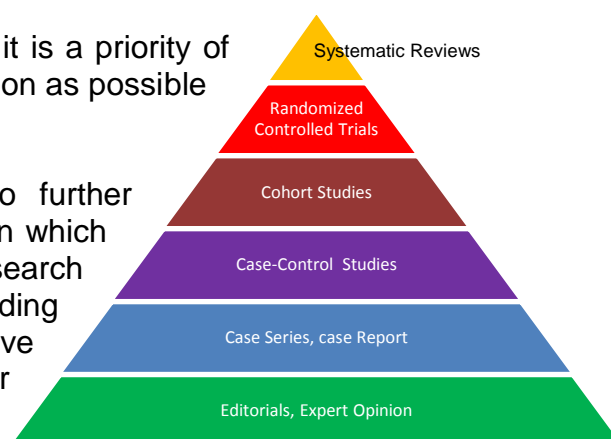 it is a priority of
on as possible
o further
n which
search
ding
ve
r
Systematic Reviews
Randomized
Controlled Trials
Cohort Studies
Case-Control Studies
Case Series, case Report
Editorials, Expert Opinion